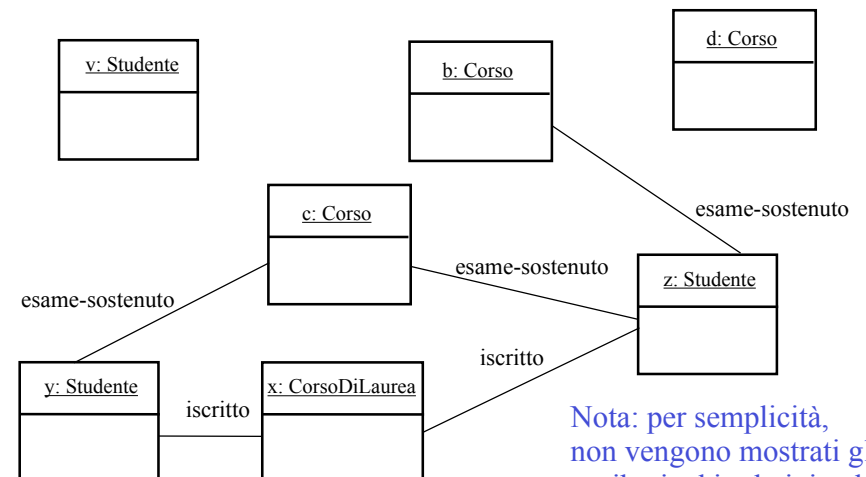 d: Corso
v: Studente
b: Corso
esame-sostenuto
c: Corso
esame-sostenuto
z: Studente
esame-sostenuto
iscritto
y: Studente
x: CorsoDiLaurea
iscritto
Nota: per semplicità,
non vengono mostrati